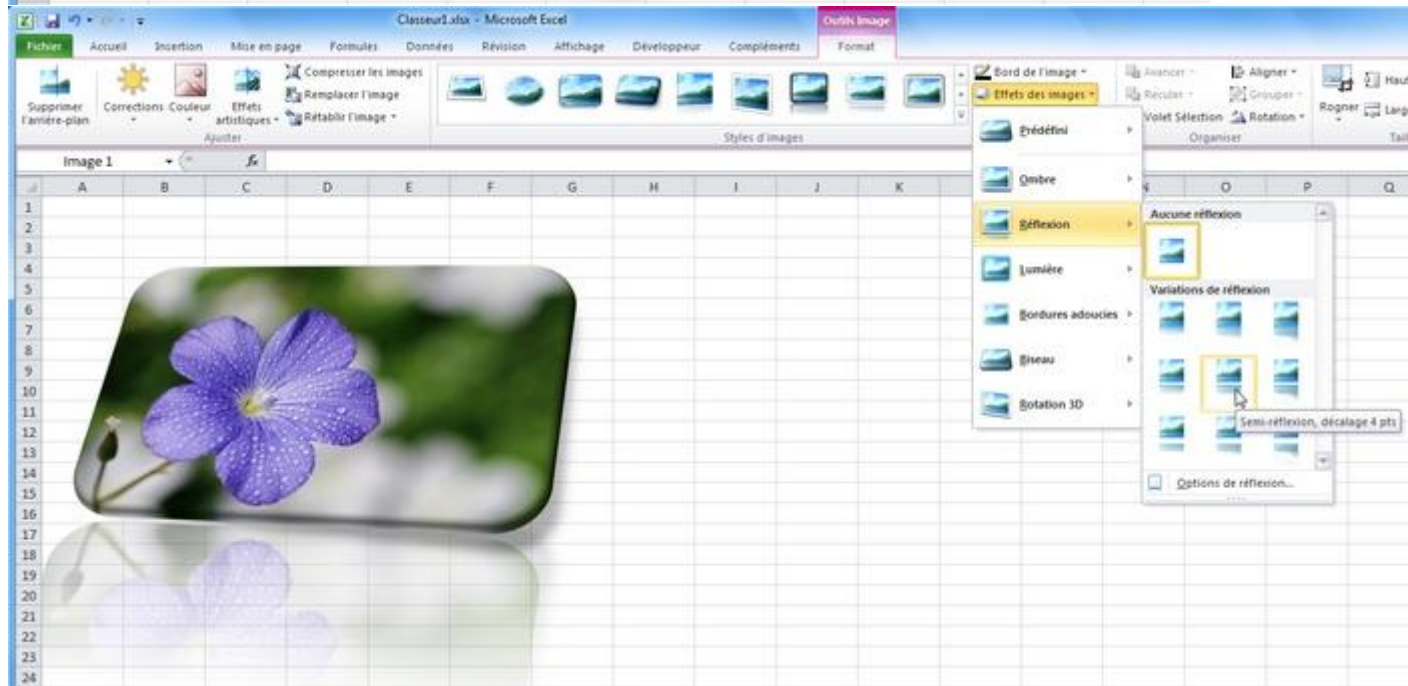 Classeur1.xlsx - Microsoft Excel
Outils Image
Fichier Accueil Insertion Mise en page Formules Données Révision Affichage Développeur Compléments Format
Supprimer l'arrière-plan
Corrections
Couleur
Effets artistiques
Compresser les images
Remplacer l'image
Rétablir l'image
Ajuster
Styles d'images
Bord de l'image
Effets des images
Avancer
Reculer
Volet Sélection
Aligner
Grouper
Rotation
Organiser
Rogner
Haut
Larg
Tail
Image 1
fx
A B C D E F G H I J K N O P Q
1
2
3
4
5
6
7
8
9
10
11
12
13
14
15
16
17
18
19
20
21
22
23
24
Prédéfini
Ombre
Réflexion
Lumière
Bordures adoucies
Biseau
Rotation 3D
Aucune réflexion
Variations de réflexion
Semi-réflexion, décalage 4 pts
Options de réflexion...